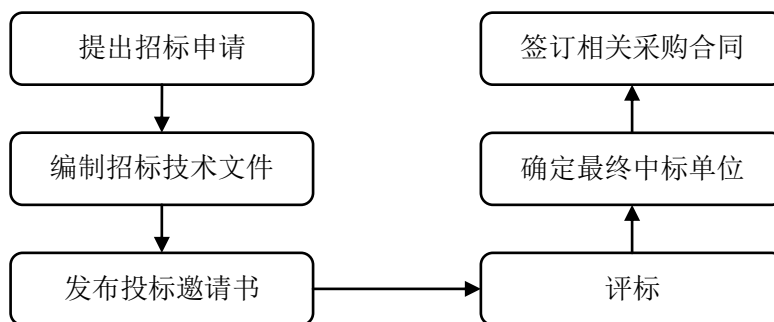 提出招标申请
编制招标技术文件
发布投标邀请书
评标
确定最终中标单位
签订相关采购合同